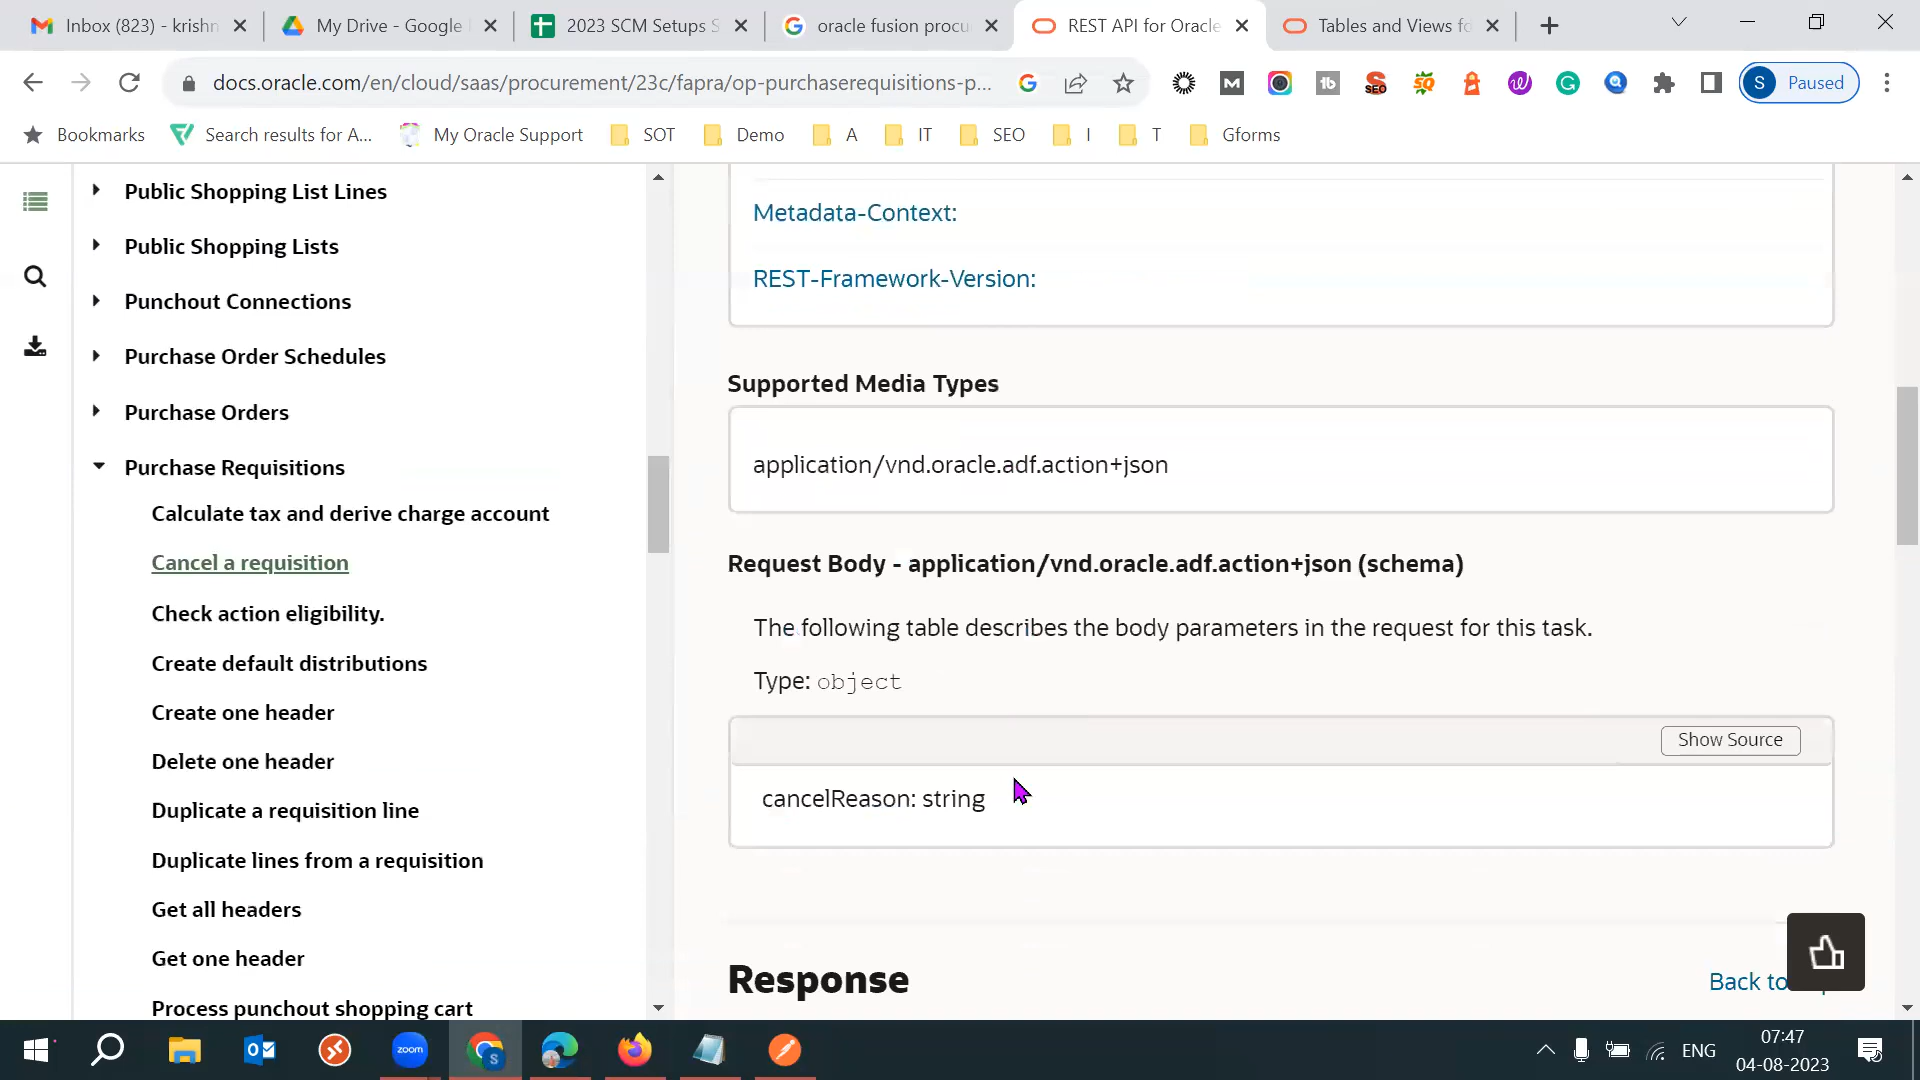 Inbox (823) - krishn
My Drive - Google
2023 SCM Setups S
oracle fusion procu
REST API for Oracle
Tables and Views fo
docs.oracle.com/en/cloud/saas/procurement/23c/fapra/op-purchaserequisitions-p...
S Paused
Bookmarks
Search results for A...
My Oracle Support
SOT
Demo
A
IT
SEO
I
T
Gforms
Public Shopping List Lines
Public Shopping Lists
Punchout Connections
Purchase Order Schedules
Purchase Orders
Purchase Requisitions
Calculate tax and derive charge account
Cancel a requisition
Check action eligibility.
Create default distributions
Create one header
Delete one header
Duplicate a requisition line
Duplicate lines from a requisition
Get all headers
Get one header
Process punchout shopping cart
Metadata-Context:
REST-Framework-Version:
Supported Media Types
application/vnd.oracle.adf.action+json
Request Body - application/vnd.oracle.adf.action+json (schema)
The following table describes the body parameters in the request for this task.
Type: object
Show Source
cancelReason: string
Response
Back to
zoom
ENG
07:47
04-08-2023